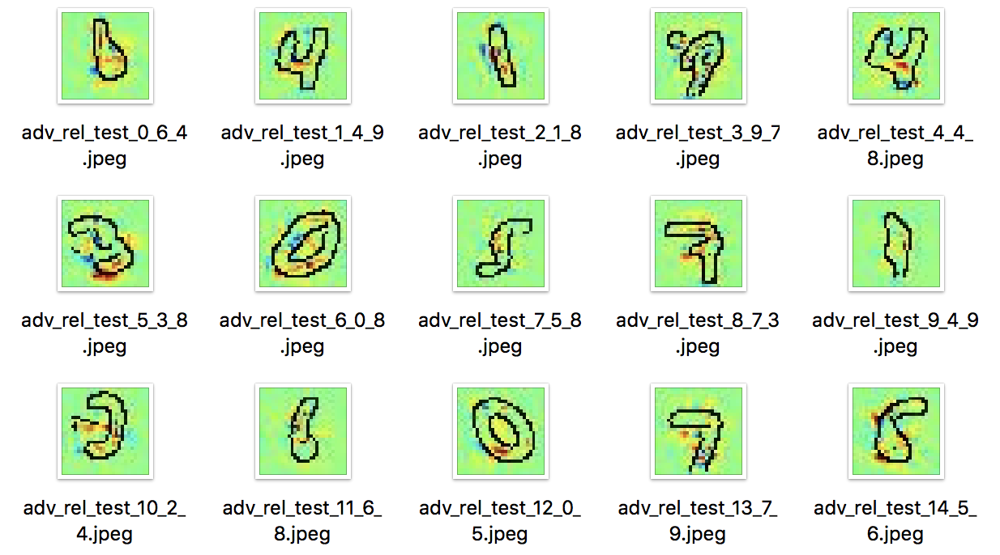 adv_rel_test_0_6_4 adv_rel_test_1_4_9 adv_rel_test_2_1_8 adv_rel_test_3_9_7 adv_rel_test_4_4_
.jpeg .jpeg .jpeg .jpeg 8.jpeg
adv_rel_test_5_3_8 adv_rel_test_6_0_8 adv_rel_test_7_5_8 adv_rel_test_8_7_3 adv_rel_test_9_4_9
.jpeg .jpeg .jpeg .jpeg .jpeg
adv_rel_test_10_2_ adv_rel_test_11_6_ adv_rel_test_12_0_ adv_rel_test_13_7_ adv_rel_test_14_5_
4.jpeg 8.jpeg 5.jpeg 9.jpeg 6.jpeg